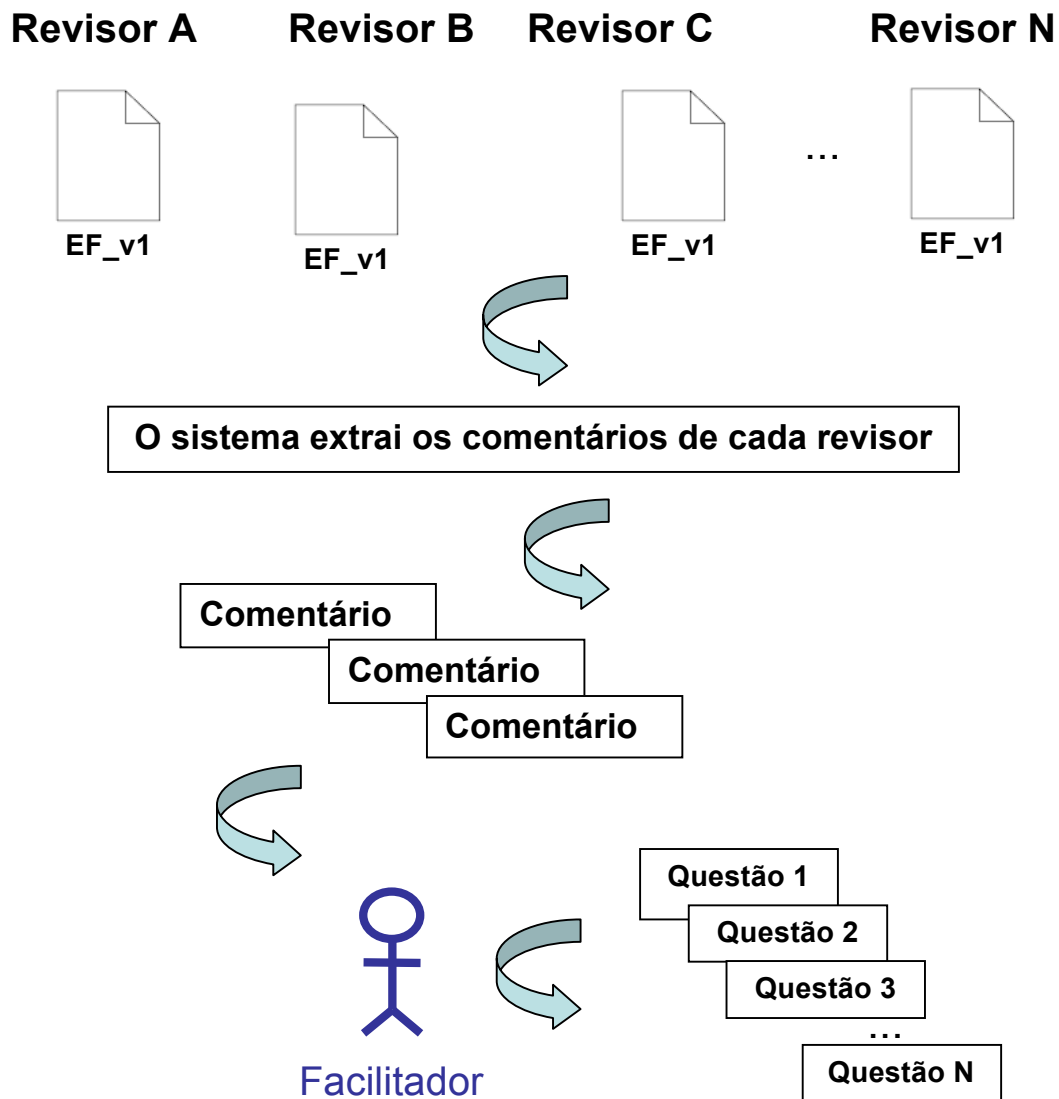 Revisor A
Revisor B
Revisor C
Revisor N
...
EF_v1
EF_v1
EF_v1
EF_v1
O sistema extrai os comentários de cada revisor
Comentário
Comentário
Comentário
Questão 1
Questão 2
Questão 3
...
Questão N
Facilitador